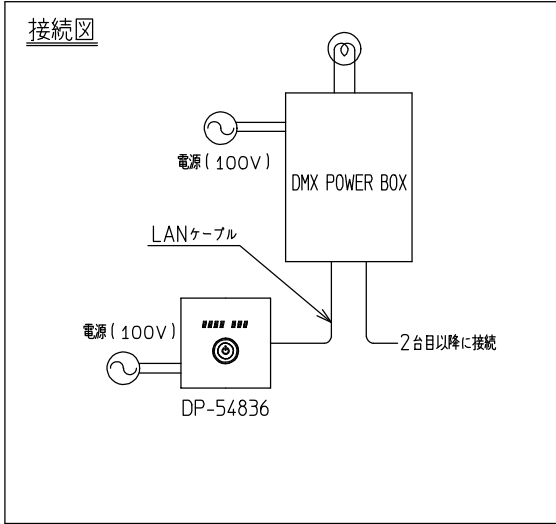 接続図
電源(100V)
DMX POWER BOX
LANケーブル
電源(100V)
2台目以降に接続
DP-54836